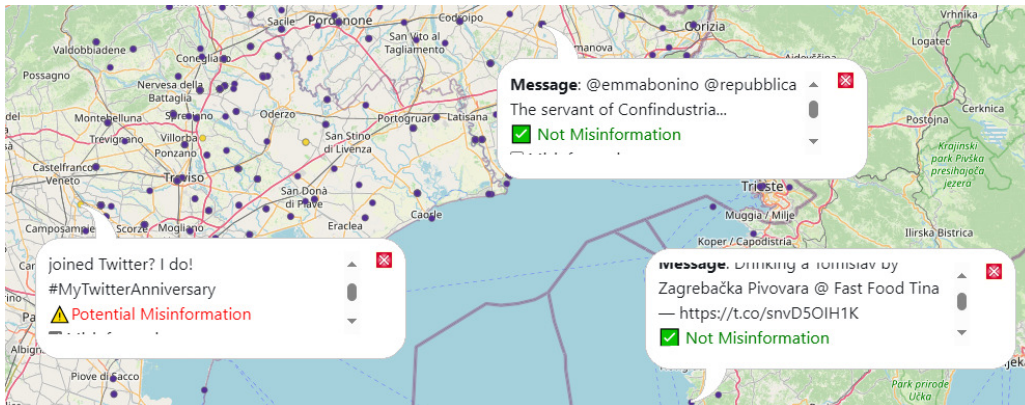 Sacile
Pordenone
Codroipo
Gorizia
Vrhnika
Valdobbiadene
Conegliano
San Vito al
Tagliamento
Logatec
Possagno
Nervesa della
Battaglia
Message: @emmabonino @repubblica
The servant of Confindustria...
Not Misinformation
Cerknica
Postojna
Montebelluna
Spresiano
Oderzo
Portogruaro
Latisana
Trevignano
Villorba
Ponzano
San Stino
di Livenza
Krajinski
park Pivška
presihajoča
jezera
Castelfranco
Veneto
Treviso
San Donà
di Piave
Trieste
Caorle
Muggia / Milje
Camposampiero
Scorzè
Mogliano
Eraclea
Koper / Capodistria
Ilirska Bistrica
joined Twitter? I do!
#MyTwitterAnniversary
Potential Misinformation
Message: Drinking a Tomislav by
Zagrebačka Pivovara @ Fast Food Tina
— https://t.co/snvD5OIH1K
Not Misinformation
Piove di Sacco
Park prirode
Učka